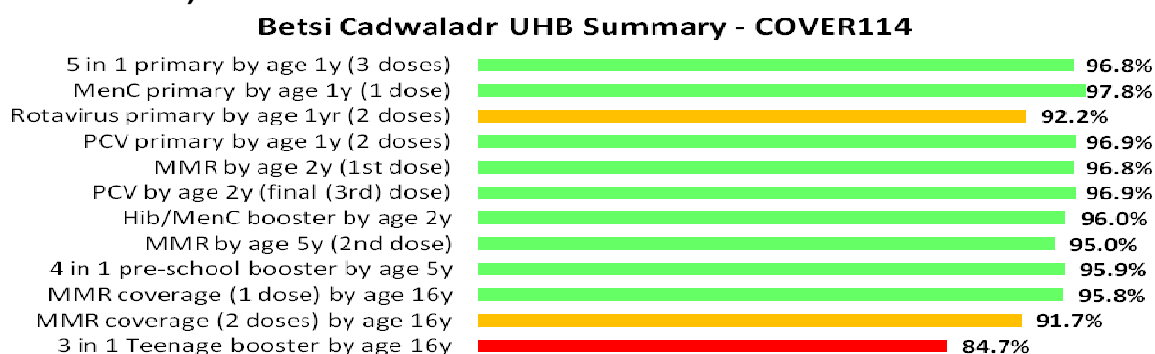 Betsi Cadwaladr UHB Summary - COVER114
5 in 1 primary by age 1y (3 doses) 96.8%
MenC primary by age 1y (1 dose) 97.8%
Rotavirus primary by age 1yr (2 doses) 92.2%
PCV primary by age 1y (2 doses) 96.9%
MMR by age 2y (1st dose) 96.8%
PCV by age 2y (final (3rd) dose) 96.9%
Hib/MenC booster by age 2y 96.0%
MMR by age 5y (2nd dose) 95.0%
4 in 1 pre-school booster by age 5y 95.9%
MMR coverage (1 dose) by age 16y 95.8%
MMR coverage (2 doses) by age 16y 91.7%
3 in 1 Teenage booster by age 16y 84.7%